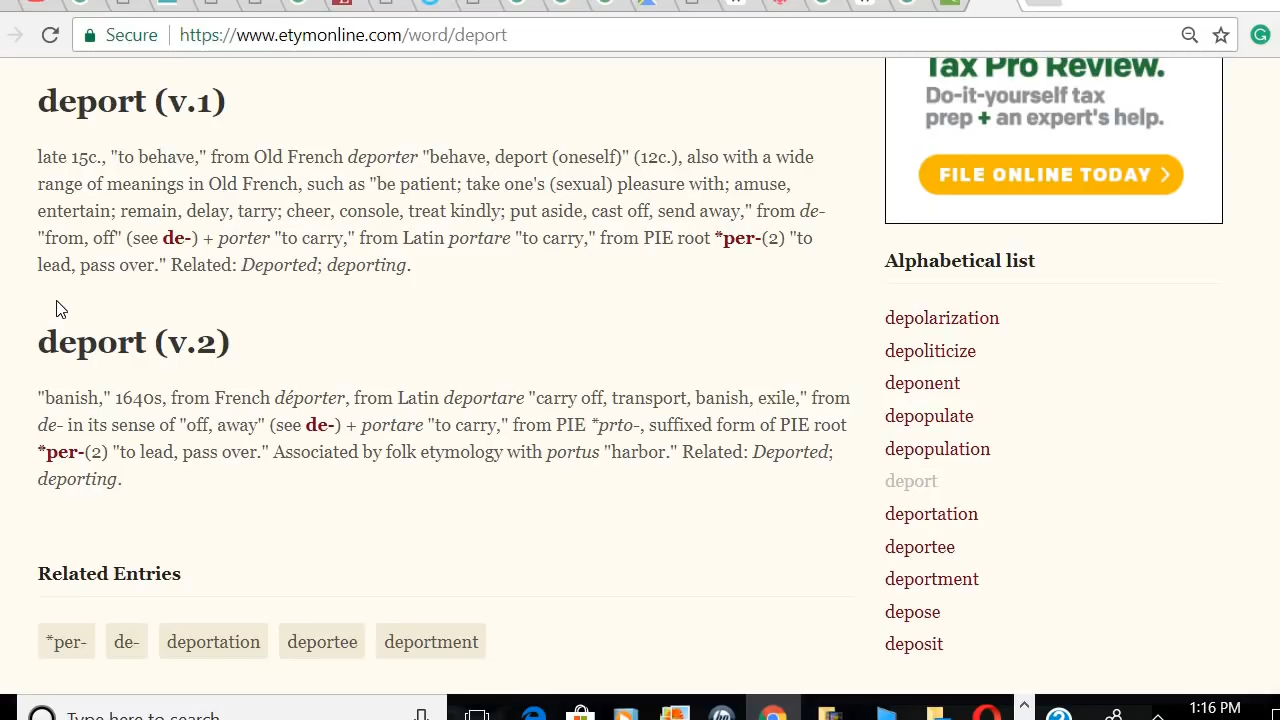 Secure https://www.etymonline.com/word/deport
deport (v.1)
late 15c., "to behave," from Old French deporter "behave, deport (oneself)" (12c.), also with a wide
range of meanings in Old French, such as "be patient; take one's (sexual) pleasure with; amuse,
entertain; remain, delay, tarry; cheer, console, treat kindly; put aside, cast off, send away," from de-
"from, off" (see de-) + porter "to carry," from Latin portare "to carry," from PIE root *per-(2) "to
lead, pass over." Related: Deported; deporting.
deport (v.2)
"banish," 1640s, from French déporter, from Latin deportare "carry off, transport, banish, exile," from
de- in its sense of "off, away" (see de-) + portare "to carry," from PIE *prto-, suffixed form of PIE root
*per-(2) "to lead, pass over." Associated by folk etymology with portus "harbor." Related: Deported;
deporting.
Related Entries
*per- de- deportation deportee deportment
Tax Pro Review.
Do-it-yourself tax
prep + an expert's help.
FILE ONLINE TODAY
Alphabetical list
depolarization
depoliticize
deponent
depopulate
depopulation
deport
deportation
deportee
deportment
depose
deposit
Type here to search
1:16 PM